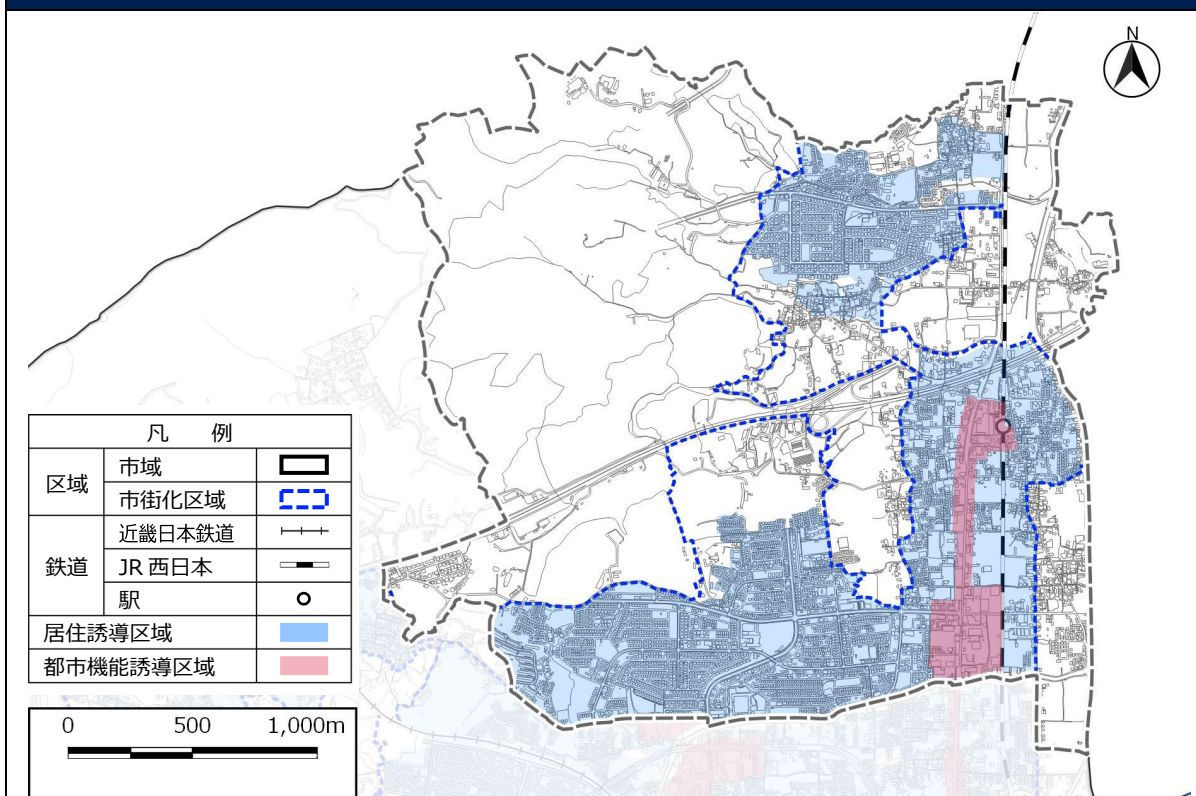 N
凡 例
区域
市域
市街化区域
鉄道
近畿日本鉄道
JR 西日本
駅
居住誘導区域
都市機能誘導区域
0 500 1,000m